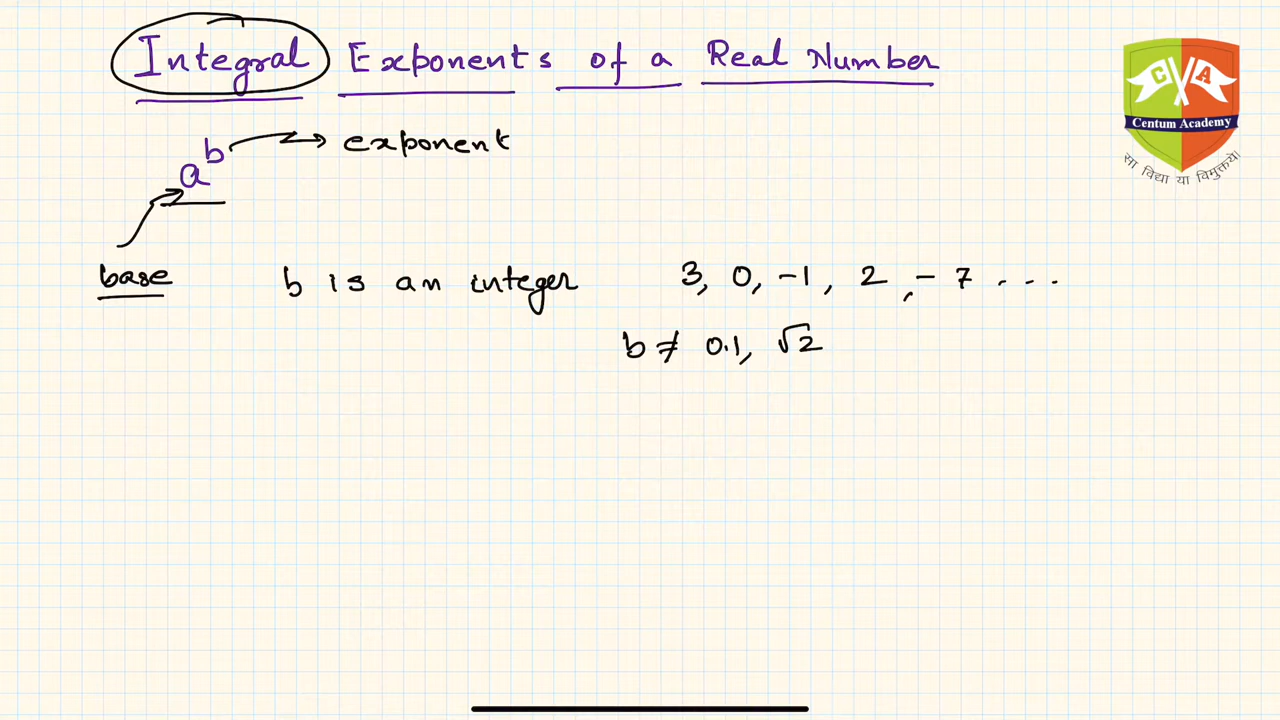 Integral Exponents of a Real Number
a^b → exponent
base
b is an integer 3, 0, -1, 2, -7 ...
b ≠ 0.1, √2
C A
Centum Academy
सा विद्या या विमुक्तये।